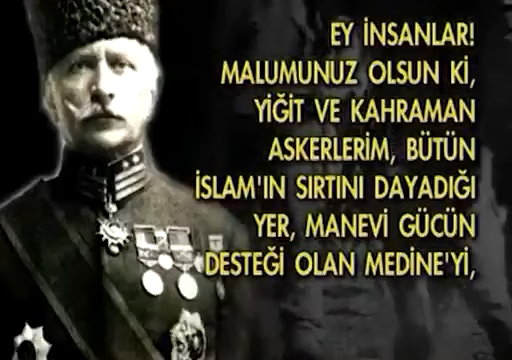 EY İNSANLAR!
MALUMUNUZ OLSUN Kİ,
YİĞİT VE KAHRAMAN
ASKERLERİM, BÜTÜN
İSLAM'IN SIRTINI DAYADIĞI
YER, MANEVİ GÜCÜN
DESTEĞİ OLAN MEDİNE'Yİ,